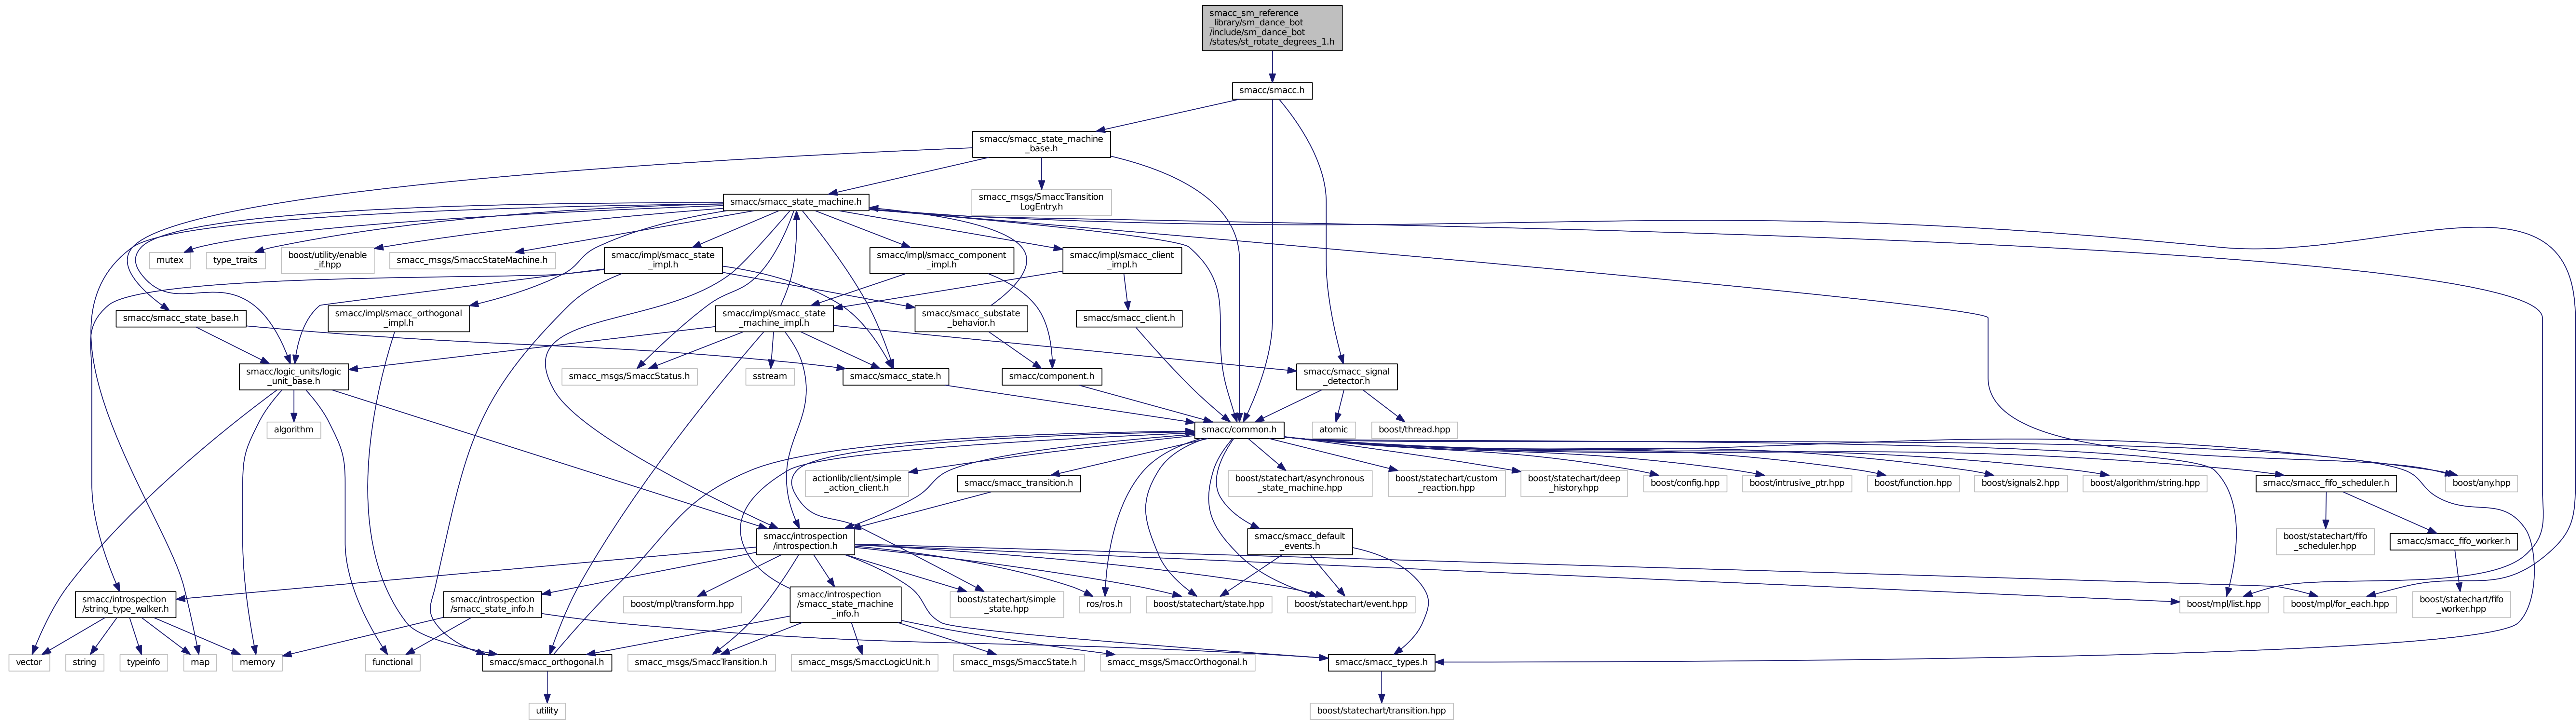 smacc_sm_reference
_library/sm_dance_bot
/include/sm_dance_bot
/states/st_rotate_degrees_1.h
smacc/smacc.h
smacc/smacc_state_machine
_base.h
smacc/smacc_state_machine.h
smacc_msgs/SmaccTransition
LogEntry.h
mutex
type_traits
boost/utility/enable
_if.hpp
smacc_msgs/SmaccStateMachine.h
smacc/impl/smacc_state
_impl.h
smacc/impl/smacc_component
_impl.h
smacc/impl/smacc_client
_impl.h
smacc/smacc_state_base.h
smacc/impl/smacc_orthogonal
_impl.h
smacc/impl/smacc_state
_machine_impl.h
smacc/smacc_substate
_behavior.h
smacc/smacc_client.h
smacc/logic_units/logic
_unit_base.h
smacc_msgs/SmaccStatus.h
sstream
smacc/smacc_state.h
smacc/component.h
smacc/smacc_signal
_detector.h
algorithm
smacc/common.h
atomic
boost/thread.hpp
actionlib/client/simple
_action_client.h
smacc/smacc_transition.h
boost/statechart/asynchronous
_state_machine.hpp
boost/statechart/custom
_reaction.hpp
boost/statechart/deep
_history.hpp
boost/config.hpp
boost/intrusive_ptr.hpp
boost/function.hpp
boost/signals2.hpp
boost/algorithm/string.hpp
smacc/smacc_fifo_scheduler.h
boost/any.hpp
smacc/introspection
/introspection.h
smacc/smacc_default
_events.h
boost/statechart/fifo
_scheduler.hpp
smacc/smacc_fifo_worker.h
smacc/introspection
/string_type_walker.h
smacc/introspection
/smacc_state_info.h
boost/mpl/transform.hpp
smacc/introspection
/smacc_state_machine
_info.h
boost/statechart/simple
_state.hpp
ros/ros.h
boost/statechart/state.hpp
boost/statechart/event.hpp
boost/mpl/list.hpp
boost/mpl/for_each.hpp
boost/statechart/fifo
_worker.hpp
vector
string
typeinfo
map
memory
functional
smacc/smacc_orthogonal.h
smacc_msgs/SmaccTransition.h
smacc_msgs/SmaccLogicUnit.h
smacc_msgs/SmaccState.h
smacc_msgs/SmaccOrthogonal.h
smacc/smacc_types.h
utility
boost/statechart/transition.hpp